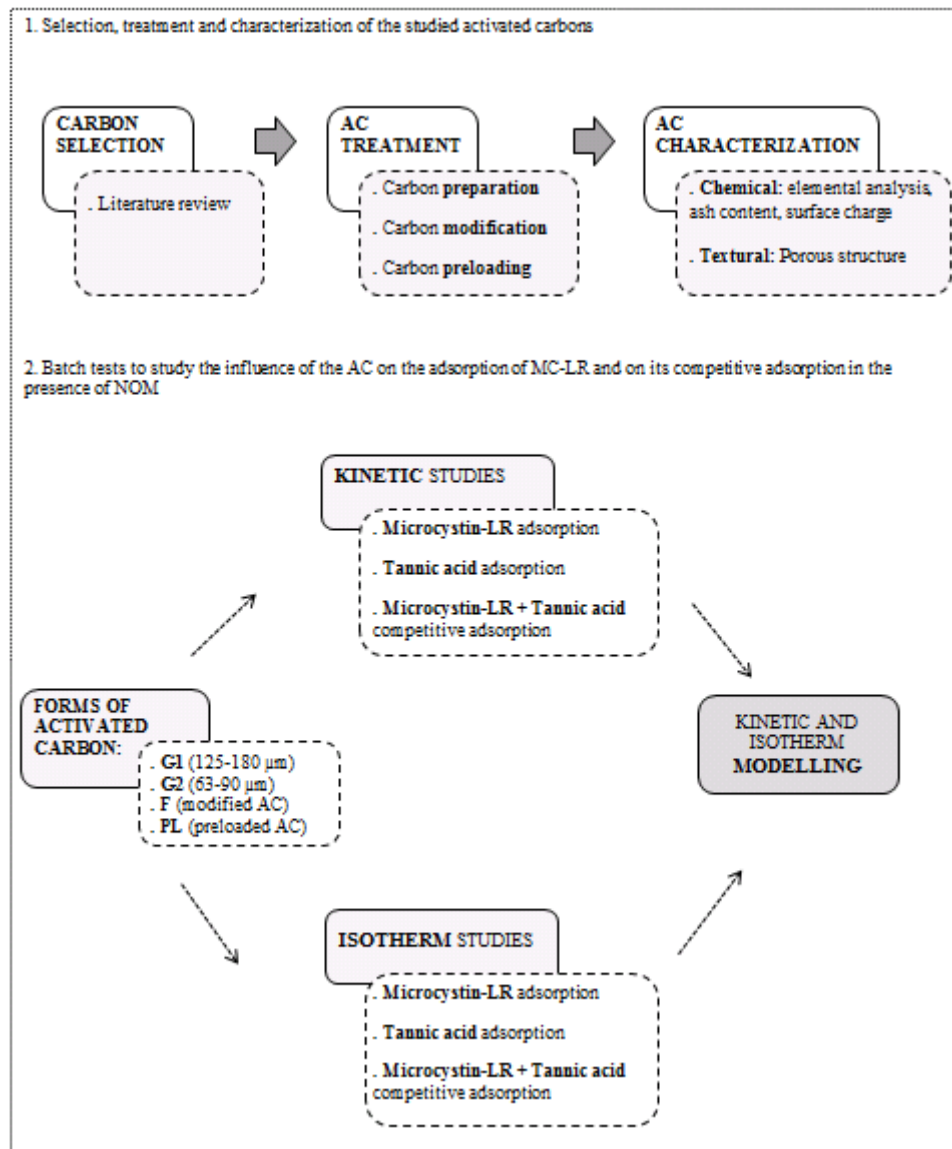 1. Selection, treatment and characterization of the studied activated carbons
CARBON
SELECTION
. Literature review
AC
TREATMENT
. Carbon preparation
. Carbon modification
. Carbon preloading
AC
CHARACTERIZATION
. Chemical: elemental analysis,
ash content, surface charge
. Textural: Porous structure
2. Batch tests to study the influence of the AC on the adsorption of MC-LR and on its competitive adsorption in the
presence of NOM
KINETIC STUDIES
. Microcystin-LR adsorption
. Tannic acid adsorption
. Microcystin-LR + Tannic acid
competitive adsorption
FORMS OF
ACTIVATED
CARBON:
. G1 (125-180 µm)
. G2 (63-90 µm)
. F (modified AC)
. PL (preloaded AC)
KINETIC AND
ISOTHERM
MODELLING
ISOTHERM STUDIES
. Microcystin-LR adsorption
. Tannic acid adsorption
. Microcystin-LR + Tannic acid
competitive adsorption